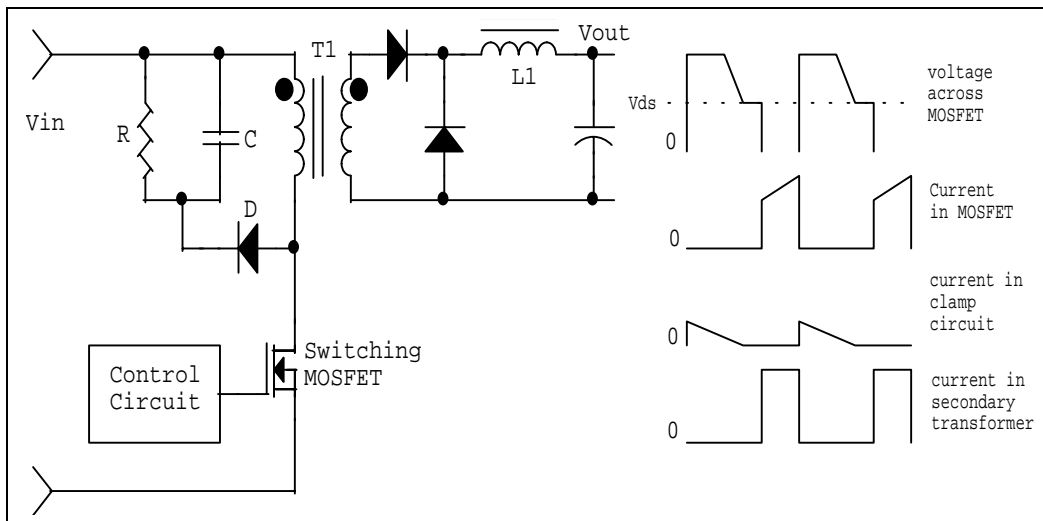 T1
Vout
L1
Vin
R
C
D
Switching
MOSFET
Control
Circuit
voltage
across
MOSFET
Vds
0
Current
in MOSFET
0
current in
clamp
circuit
0
current in
secondary
transformer
0